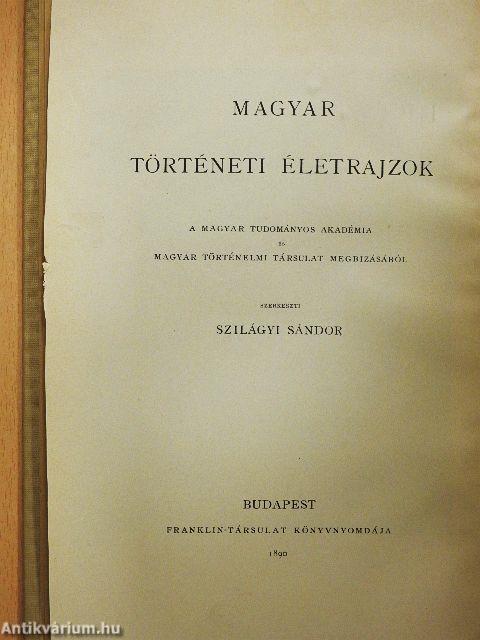 MAGYAR
TÖRTÉNETI ÉLETRAJZOK
A MAGYAR TUDOMÁNYOS AKADÉMIA
ÉS
MAGYAR TÖRTÉNELMI TÁRSULAT MEGBIZÁSÁBÓL
SZERKESZTI
SZILÁGYI SÁNDOR
BUDAPEST
FRANKLIN-TÁRSULAT KÖNYVNYOMDÁJA
1890
Antikvárium.hu